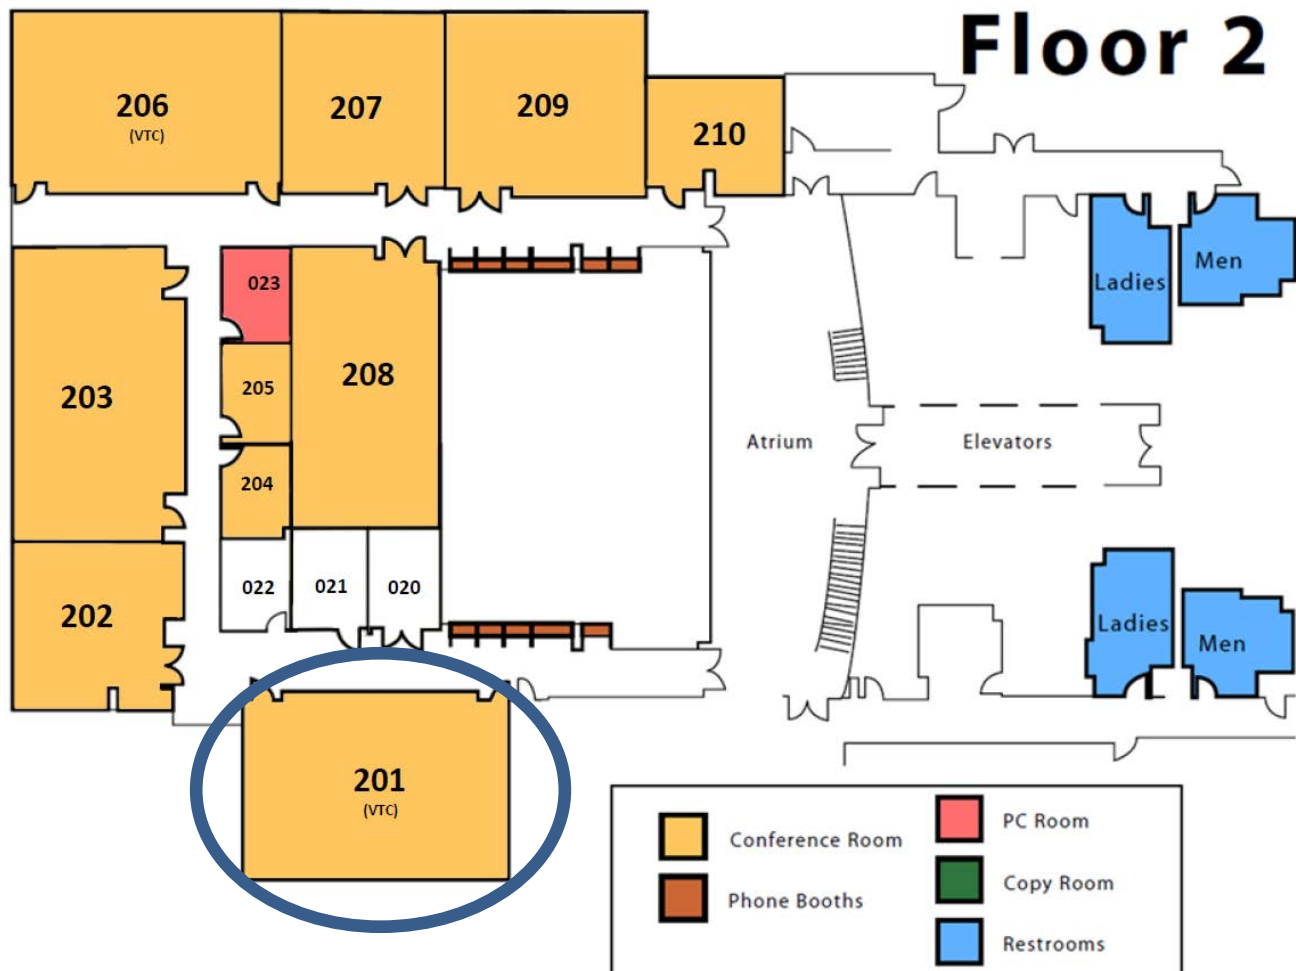 Floor 2
206
(VTC)
207
209
210
203
023
205
204
208
202
022
021
020
Atrium
Elevators
Ladies
Men
Ladies
Men
201
(VTC)
Conference Room
Phone Booths
PC Room
Copy Room
Restrooms